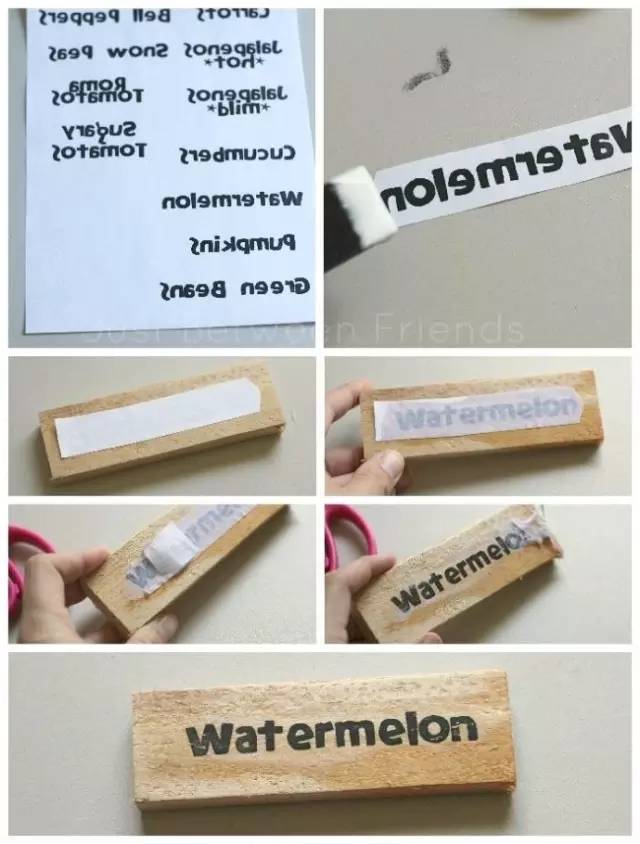 Bell Peppers
Snow Peas
Roma
Tomatos
Sugary
Tomatos
Carrots
Jalapenos
*hot*
Jalapenos
*mild*
Cucumbers
Watermelon
Pumpkins
Green Beans
Watermelon
Just Between Friends
Watermelon
Watermelo
Watermelon